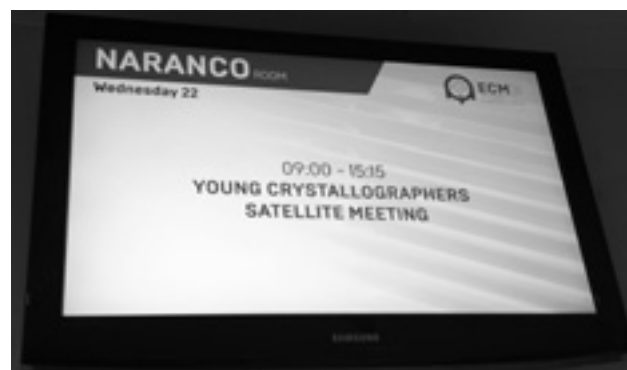 NARANCO ROOM
Wednesday 22
ECM
09:00 - 15:15
YOUNG CRYSTALLOGRAPHERS
SATELLITE MEETING
SAMSUNG